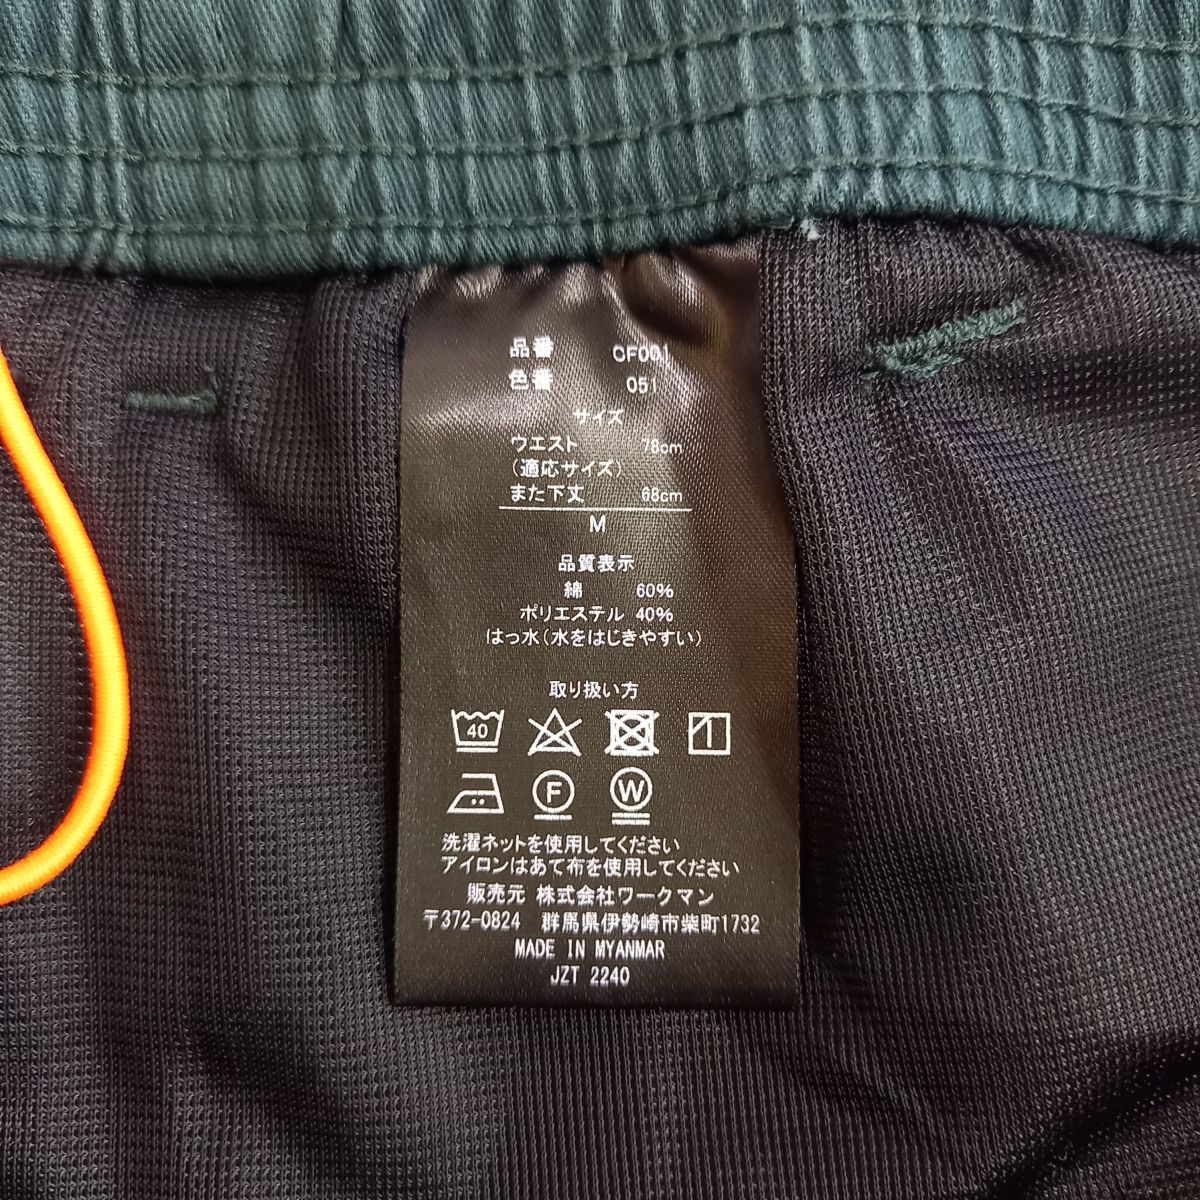 品番 CF001
色番 051
サイズ
ウエスト 78cm
(適応サイズ)
また下丈 68cm
M
品質表示
綿 60%
ポリエステル 40%
はっ水(水をはじきやすい)
取り扱い方
40
F W
洗濯ネットを使用してください
アイロンはあて布を使用してください
販売元 株式会社ワークマン
〒372-0824 群馬県伊勢崎市柴町1732
MADE IN MYANMAR
JZT 2240